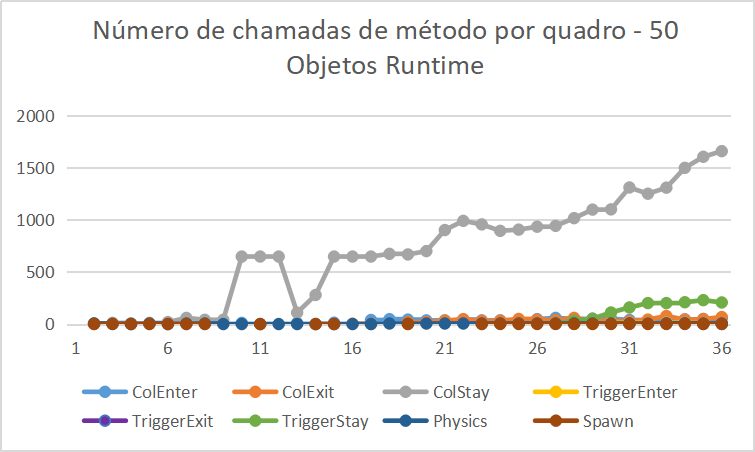 Número de chamadas de método por quadro - 50
Objetos Runtime
2000
1500
1000
500
0
1 6 11 16 21 26 31 36
ColEnter ColExit ColStay TriggerEnter
TriggerExit TriggerStay Physics Spawn